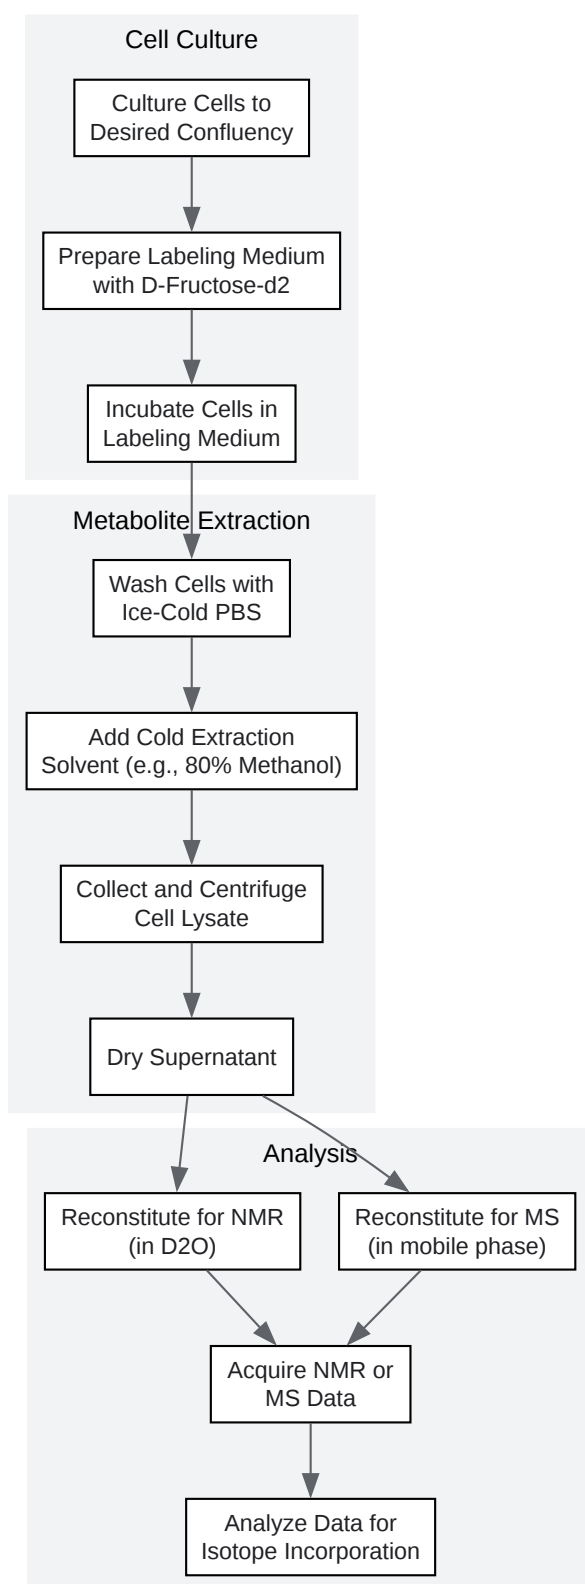 Cell Culture
Culture Cells to
Desired Confluency
Prepare Labeling Medium
with D-Fructose-d2
Incubate Cells in
Labeling Medium
Metabolite Extraction
Wash Cells with
Ice-Cold PBS
Add Cold Extraction
Solvent (e.g., 80% Methanol)
Collect and Centrifuge
Cell Lysate
Dry Supernatant
Analysis
Reconstitute for NMR
(in D2O)
Reconstitute for MS
(in mobile phase)
Acquire NMR or
MS Data
Analyze Data for
Isotope Incorporation